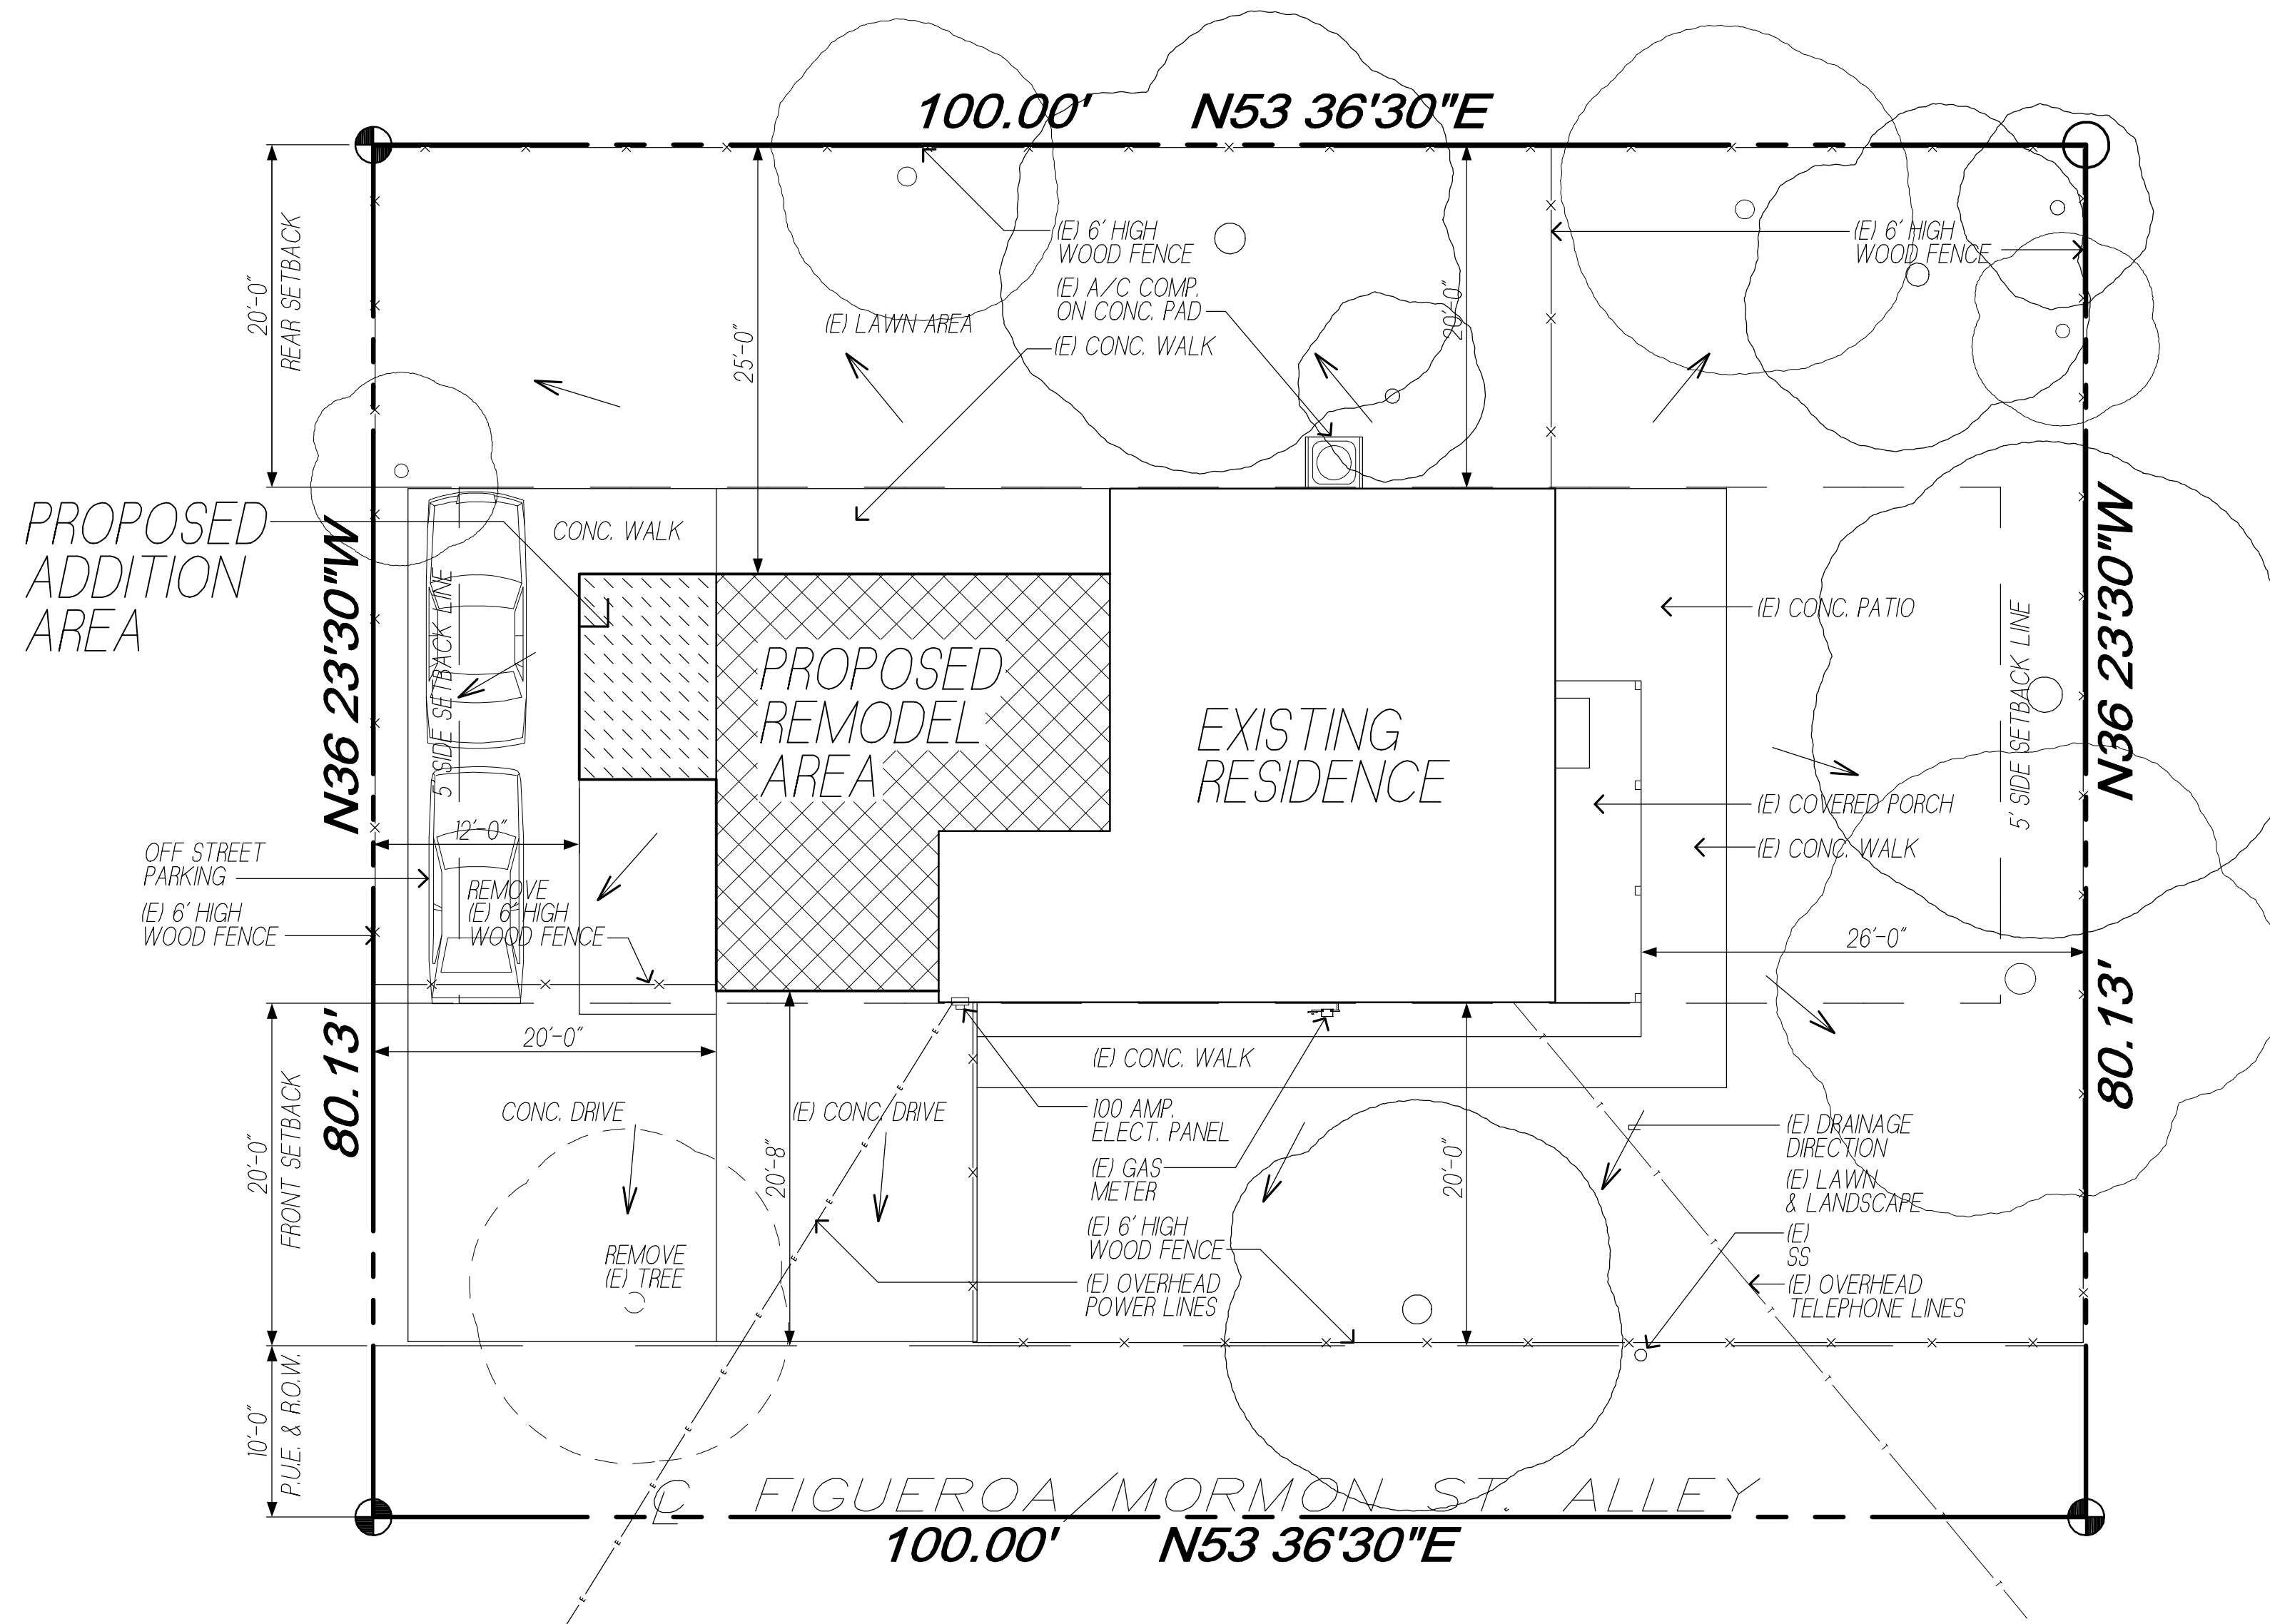 100.00' N53 36'30"E
20'-0"
REAR SETBACK
25'-0"
20'-0"
(E) 6' HIGH
WOOD FENCE
(E) A/C COMP.
ON CONC. PAD
(E) CONC. WALK
(E) LAWN AREA
(E) 6' HIGH
WOOD FENCE
PROPOSED
ADDITION
AREA
N36 23'30"W
80.13'
CONC. WALK
5' SIDE SETBACK LINE
PROPOSED
REMODEL
AREA
EXISTING
RESIDENCE
(E) CONC. PATIO
(E) COVERED PORCH
(E) CONC. WALK
5' SIDE SETBACK LINE
N36 23'30"W
80.13'
12'-0"
OFF STREET
PARKING
(E) 6' HIGH
WOOD FENCE
REMOVE
(E) 6' HIGH
WOOD FENCE
26'-0"
20'-0"
20'-0"
FRONT SETBACK
CONC. DRIVE
(E) CONC. DRIVE
20'-8"
REMOVE
(E) TREE
(E) CONC. WALK
100 AMP.
ELECT. PANEL
(E) GAS
METER
(E) 6' HIGH
WOOD FENCE
(E) OVERHEAD
POWER LINES
20'-0"
(E) DRAINAGE
DIRECTION
(E) LAWN
& LANDSCAPE
(E)
SS
(E) OVERHEAD
TELEPHONE LINES
10'-0"
P.U.E. & R.O.W.
E E E E E E E E
T T T T T T T
℄ FIGUEROA/MORMON ST. ALLEY
100.00' N53 36'30"E